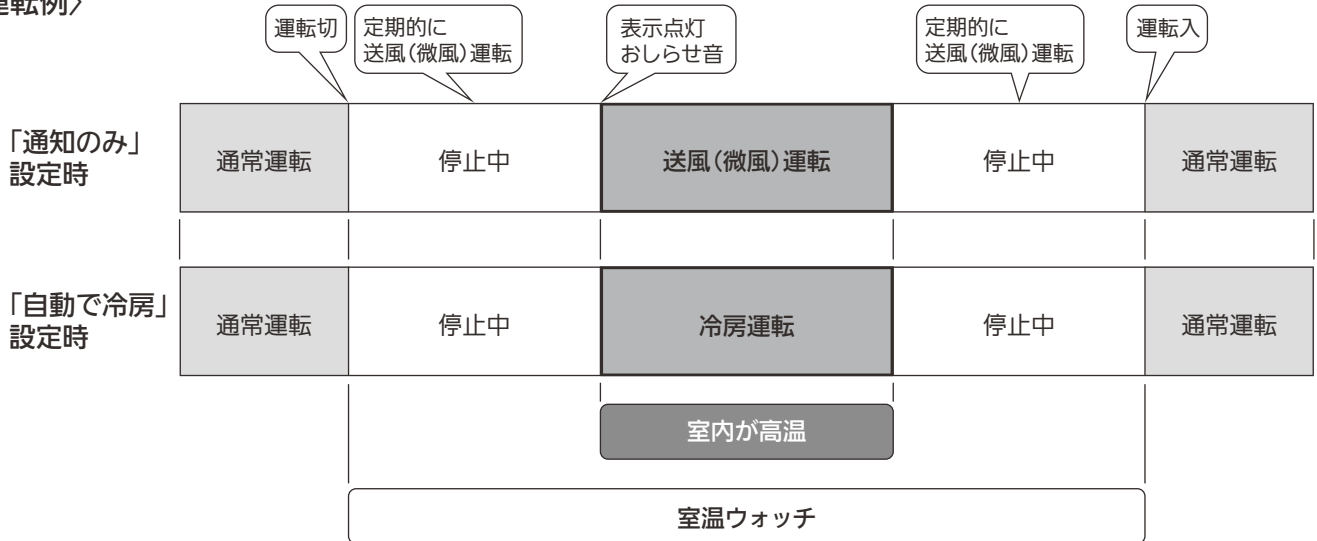 転例〉
運転切
定期的に
送風(微風)運転
表示点灯
おしらせ音
定期的に
送風(微風)運転
運転入
「通知のみ」
設定時
通常運転
停止中
送風(微風)運転
停止中
通常運転
「自動で冷房」
設定時
通常運転
停止中
冷房運転
停止中
通常運転
室内が高温
室温ウォッチ